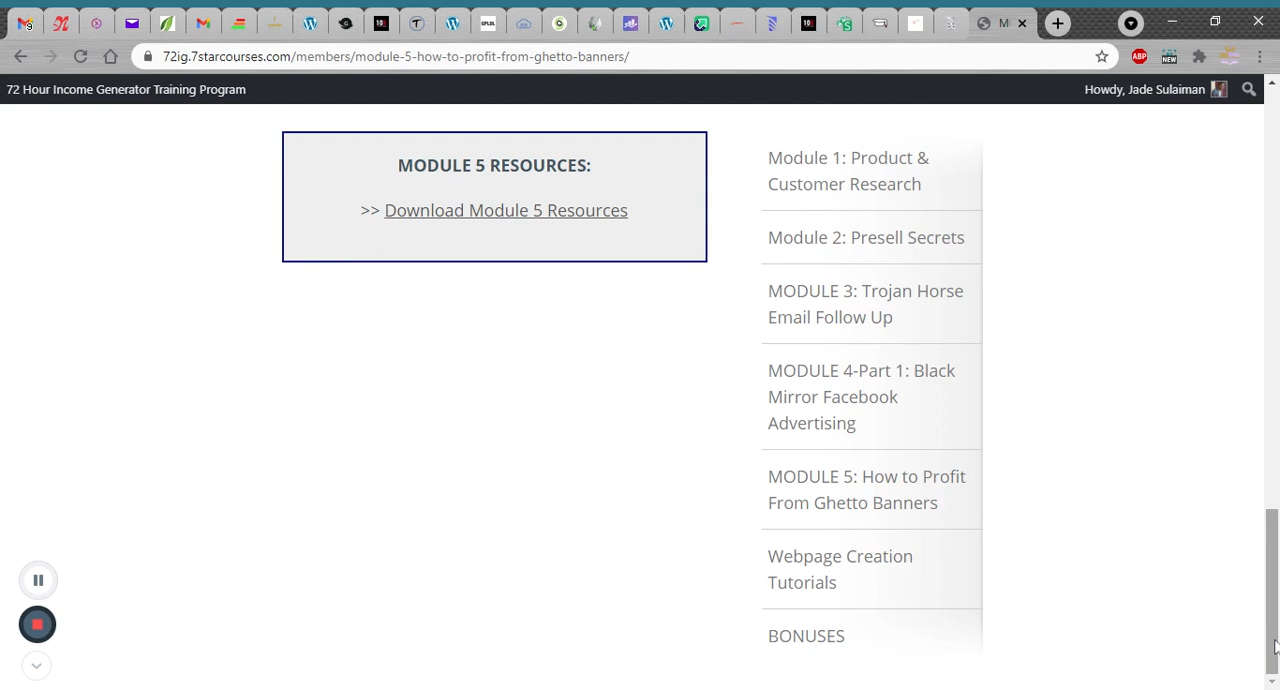 M
72ig.7starcourses.com/members/module-5-how-to-profit-from-ghetto-banners/
ABP
NEW
72 Hour Income Generator Training Program
Howdy, Jade Sulaiman
MODULE 5 RESOURCES:
>> Download Module 5 Resources
Module 1: Product &
Customer Research
Module 2: Presell Secrets
MODULE 3: Trojan Horse
Email Follow Up
MODULE 4-Part 1: Black
Mirror Facebook
Advertising
MODULE 5: How to Profit
From Ghetto Banners
Webpage Creation
Tutorials
BONUSES